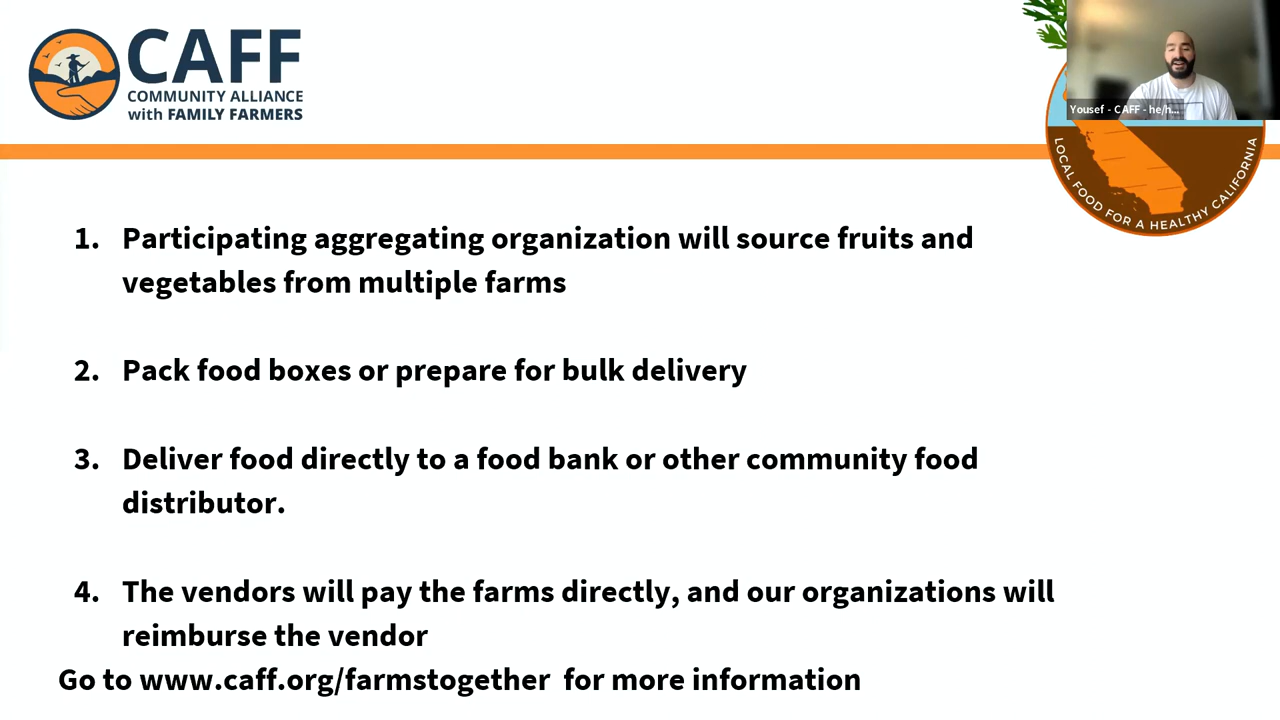 CAFF
COMMUNITY ALLIANCE
with FAMILY FARMERS
Yousef - CAFF - he/h...
LOCAL FOOD FOR A HEALTHY CALIFORNIA
1. Participating aggregating organization will source fruits and
vegetables from multiple farms
2. Pack food boxes or prepare for bulk delivery
3. Deliver food directly to a food bank or other community food
distributor.
4. The vendors will pay the farms directly, and our organizations will
reimburse the vendor
Go to www.caff.org/farmstogether for more information